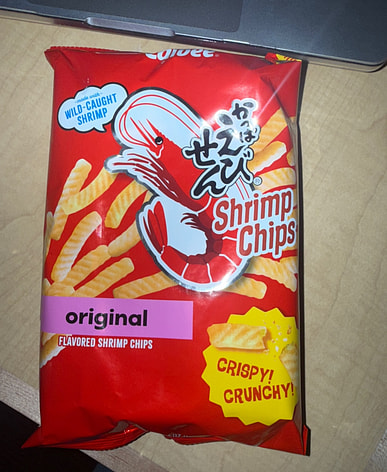 Calbee
made with
WILD-CAUGHT
SHRIMP
かっぱ
えび
せん
Shrimp
Chips
original
FLAVORED SHRIMP CHIPS
CRISPY!
CRUNCHY!